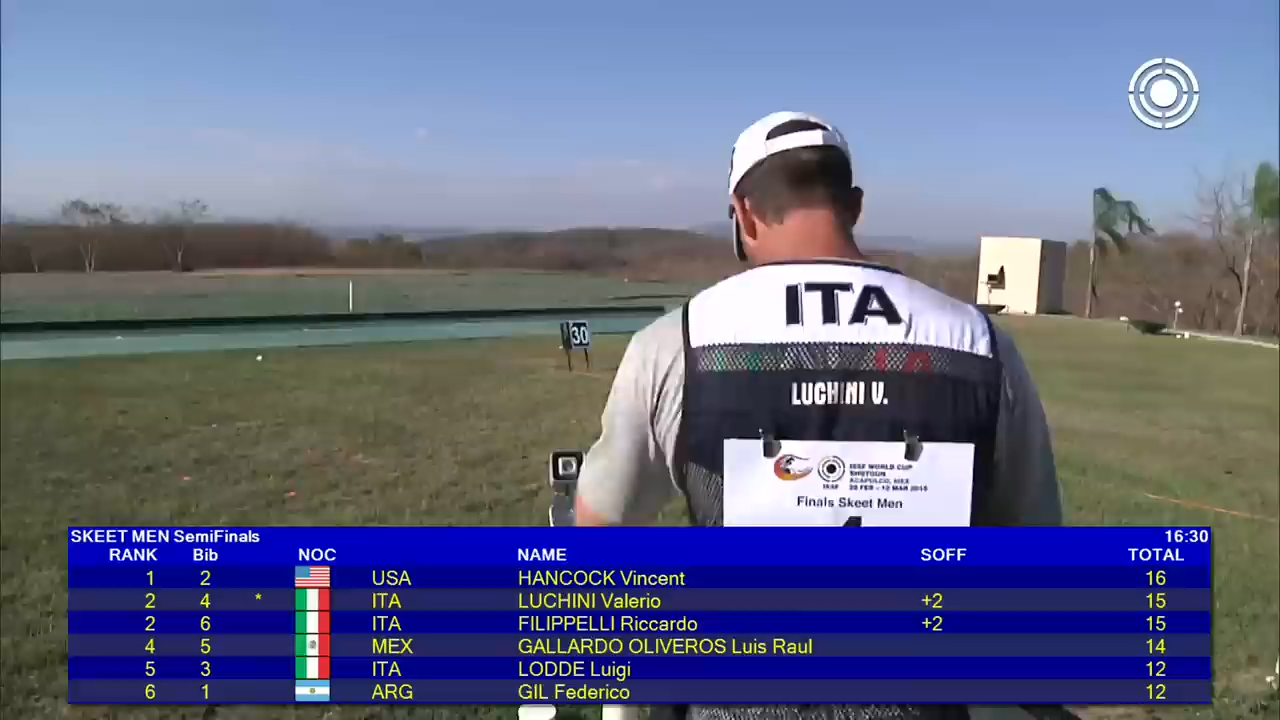 30
ITA
LUCHINI V.
ISSF WORLD CUP
SHOTGUN
ACAPULCO, MEX
ISSF
Finals Skeet Men
SKEET MEN SemiFinals 16:30
RANK Bib NOC NAME SOFF TOTAL
1 2 USA HANCOCK Vincent 16
2 4 * ITA LUCHINI Valerio +2 15
2 6 ITA FILIPPELLI Riccardo +2 15
4 5 MEX GALLARDO OLIVEROS Luis Raul 14
5 3 ITA LODDE Luigi 12
6 1 ARG GIL Federico 12